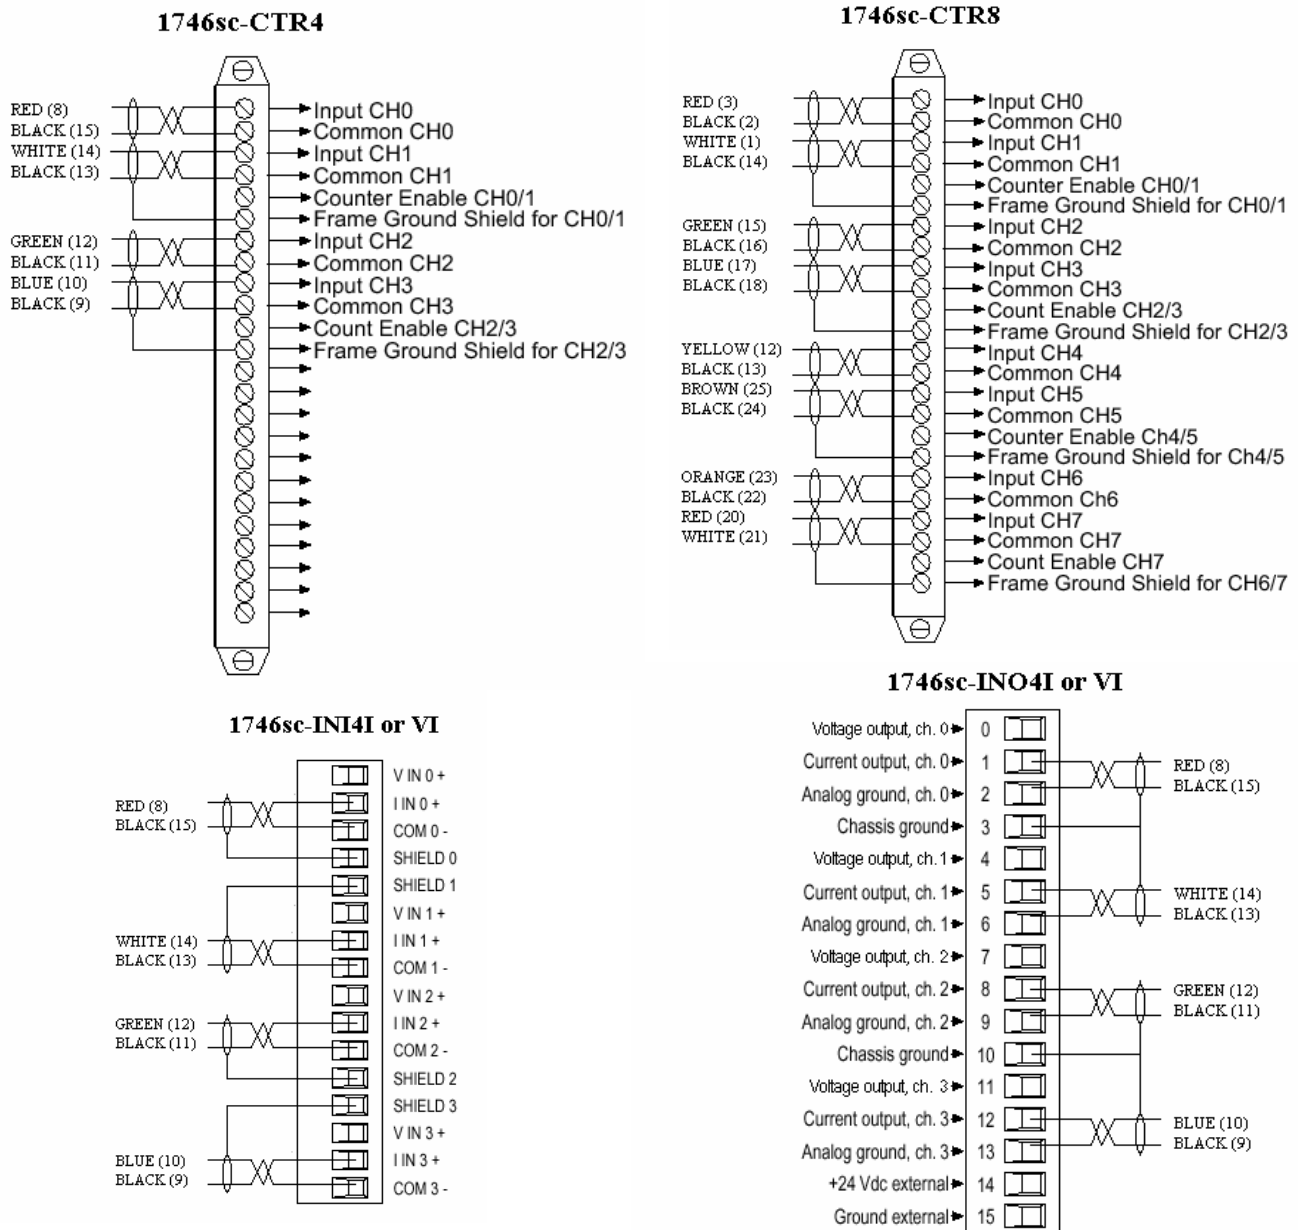 1746sc-CTR4
RED (8)
BLACK (15)
WHITE (14)
BLACK (13)
GREEN (12)
BLACK (11)
BLUE (10)
BLACK (9)
Input CH0
Common CH0
Input CH1
Common CH1
Counter Enable CH0/1
Frame Ground Shield for CH0/1
Input CH2
Common CH2
Input CH3
Common CH3
Count Enable CH2/3
Frame Ground Shield for CH2/3
1746sc-CTR8
RED (3)
BLACK (2)
WHITE (1)
BLACK (14)
GREEN (15)
BLACK (16)
BLUE (17)
BLACK (18)
YELLOW (12)
BLACK (13)
BROWN (25)
BLACK (24)
ORANGE (23)
BLACK (22)
RED (20)
WHITE (21)
Input CH0
Common CH0
Input CH1
Common CH1
Counter Enable CH0/1
Frame Ground Shield for CH0/1
Input CH2
Common CH2
Input CH3
Common CH3
Count Enable CH2/3
Frame Ground Shield for CH2/3
Input CH4
Common CH4
Input CH5
Common CH5
Counter Enable Ch4/5
Frame Ground Shield for Ch4/5
Input CH6
Common Ch6
Input CH7
Common CH7
Count Enable CH7
Frame Ground Shield for CH6/7
1746sc-INI4I or VI
RED (8)
BLACK (15)
WHITE (14)
BLACK (13)
GREEN (12)
BLACK (11)
BLUE (10)
BLACK (9)
V IN 0 +
I IN 0 +
COM 0 -
SHIELD 0
SHIELD 1
V IN 1 +
I IN 1 +
COM 1 -
V IN 2 +
I IN 2 +
COM 2 -
SHIELD 2
SHIELD 3
V IN 3 +
I IN 3 +
COM 3 -
1746sc-INO4I or VI
Voltage output, ch. 0 0
Current output, ch. 0 1
Analog ground, ch. 0 2
Chassis ground 3
Voltage output, ch. 1 4
Current output, ch. 1 5
Analog ground, ch. 1 6
Voltage output, ch. 2 7
Current output, ch. 2 8
Analog ground, ch. 2 9
Chassis ground 10
Voltage output, ch. 3 11
Current output, ch. 3 12
Analog ground, ch. 3 13
+24 Vdc external 14
Ground external 15
RED (8)
BLACK (15)
WHITE (14)
BLACK (13)
GREEN (12)
BLACK (11)
BLUE (10)
BLACK (9)